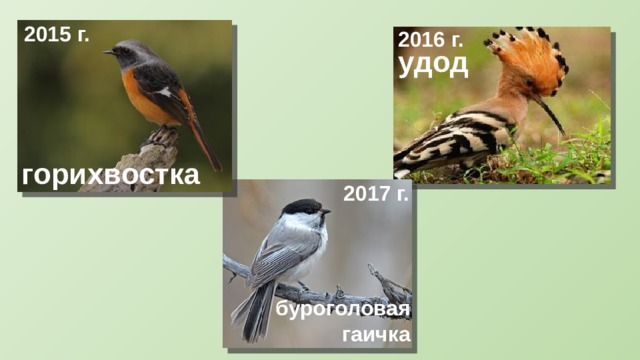 2015 г.
горихвостка
2016 г.
удод
2017 г.
буроголовая
гаичка